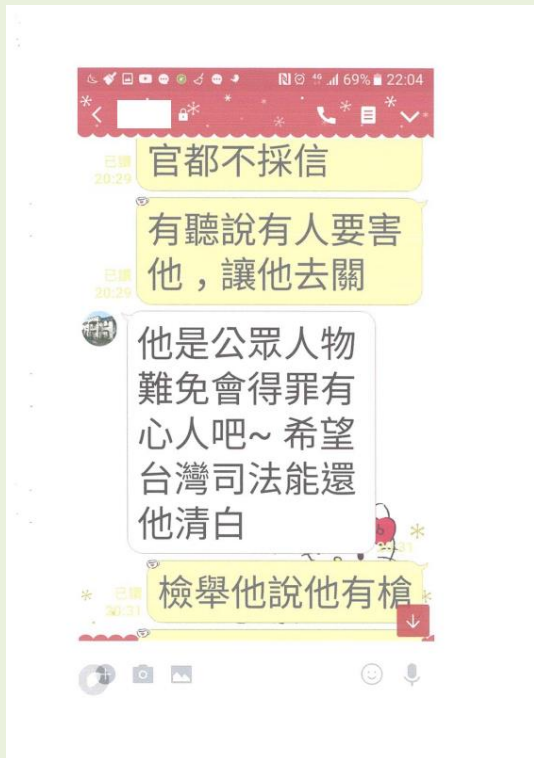 4G 69% 22:04
官都不採信
已讀
20:29
有聽說有人要害
他，讓他去關
已讀
20:29
他是公眾人物
難免會得罪有
心人吧~ 希望
台灣司法能還
他清白
20:31
檢舉他說他有槍
已讀
20:31